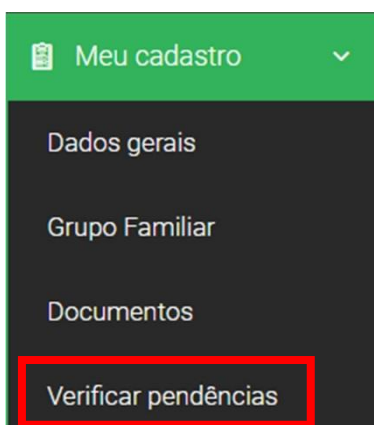 Meu cadastro
Dados gerais
Grupo Familiar
Documentos
Verificar pendências